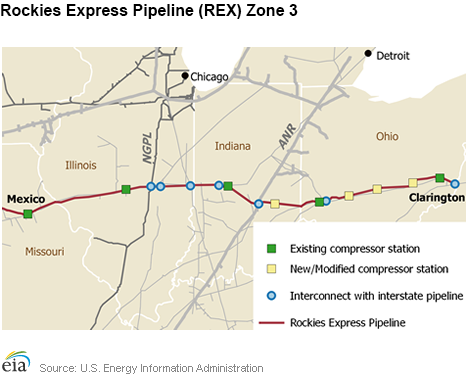 Rockies Express Pipeline (REX) Zone 3
Detroit
Chicago
NGPL
ANR
Indiana
Ohio
Illinois
Mexico
Clarington
Missouri
Existing compressor station
New/Modified compressor station
Interconnect with interstate pipeline
Rockies Express Pipeline
eia
Source: U.S. Energy Information Administration